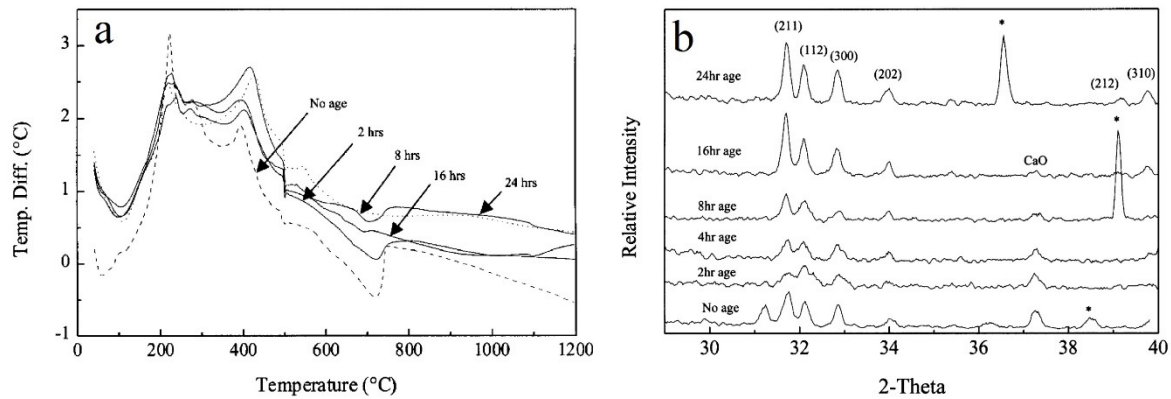 a
3
2
1
0
-1
Temp. Diff. (°C)
No age
2 hrs
8 hrs
16 hrs
24 hrs
0 200 400 600 800 1000 1200
Temperature (°C)
b
Relative Intensity
(211)
(112)
(300)
(202)
*
(212)
(310)
24hr age
*
16hr age
CaO
8hr age
4hr age
2hr age
No age
*
30 32 34 36 38 40
2-Theta